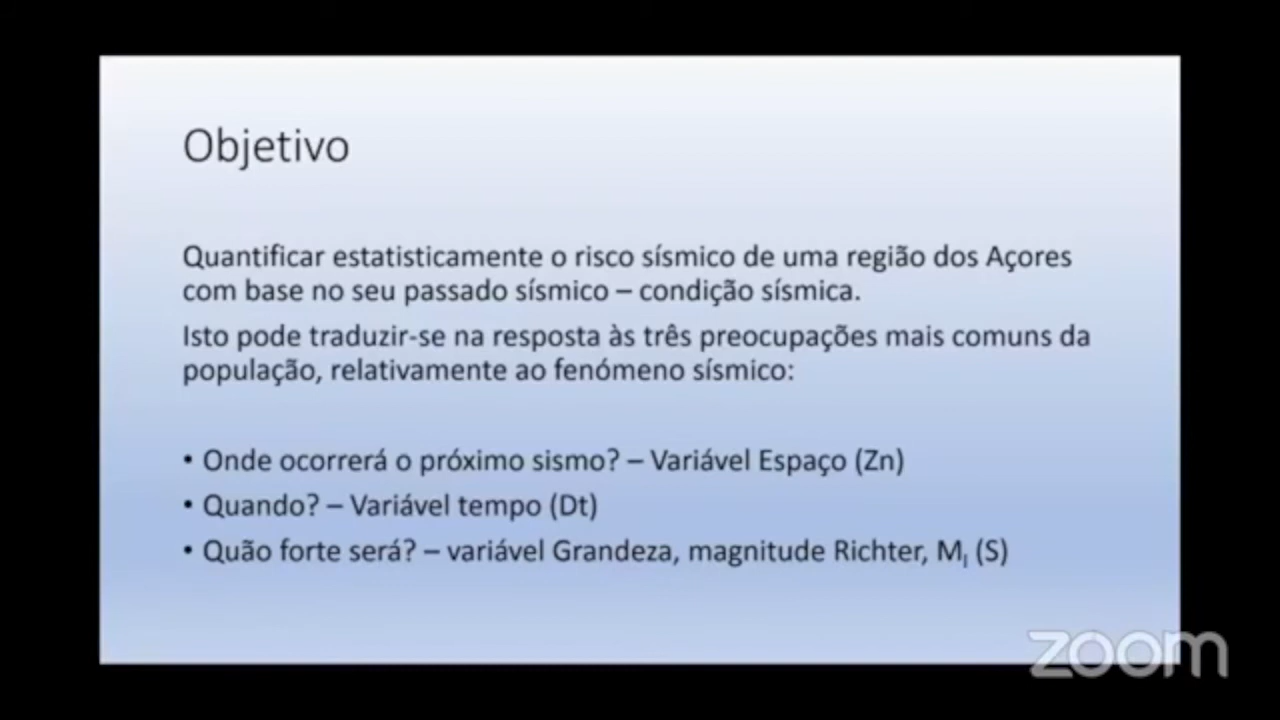 Objetivo
Quantificar estatisticamente o risco sísmico de uma região dos Açores
com base no seu passado sísmico – condição sísmica.
Isto pode traduzir-se na resposta às três preocupações mais comuns da
população, relativamente ao fenómeno sísmico:
• Onde ocorrerá o próximo sismo? – Variável Espaço (Zn)
• Quando? – Variável tempo (Dt)
• Quão forte será? – variável Grandeza, magnitude Richter, Ml (S)
zoom